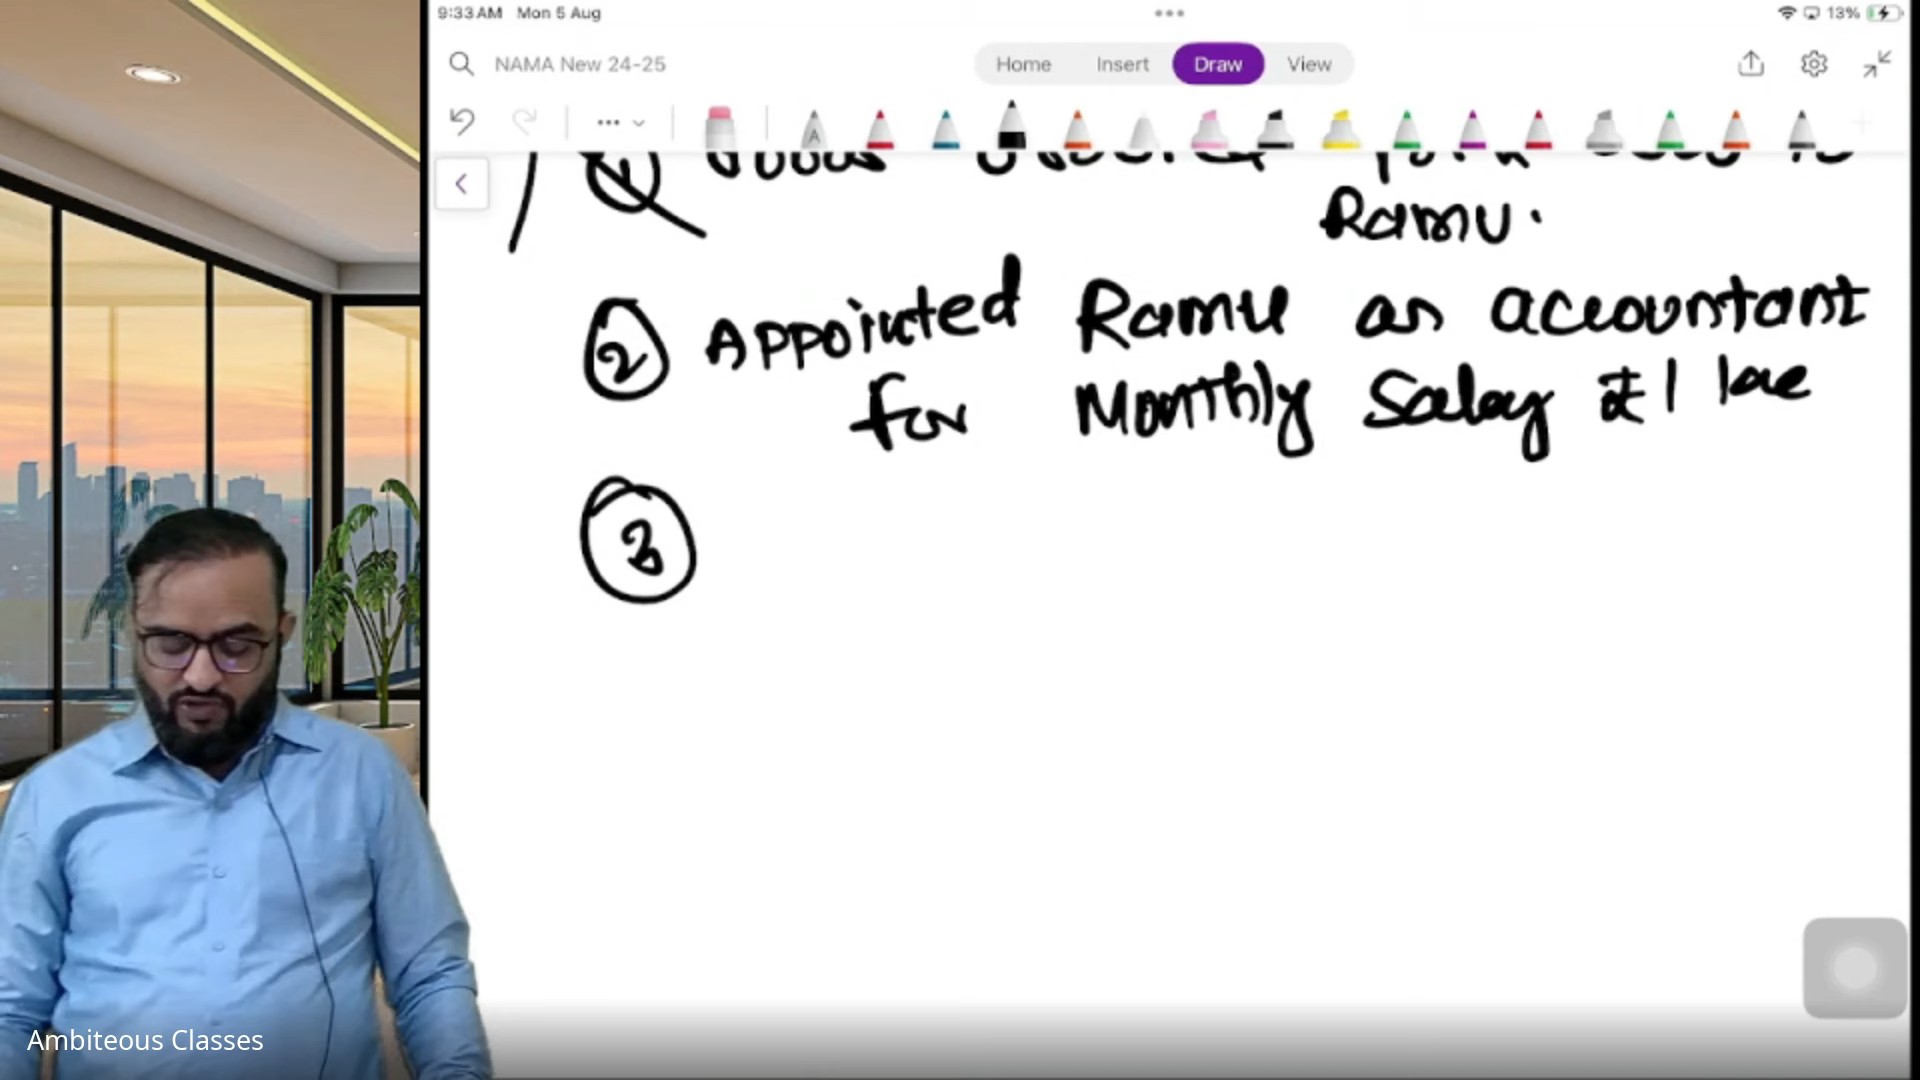 9:33 AM Mon 5 Aug
13%
NAMA New 24-25
Home Insert Draw View
A
1
Ramu.
2 Appointed Ramu as accountant
for Monthly Salary ₹1 lac
3
Ambiteous Classes